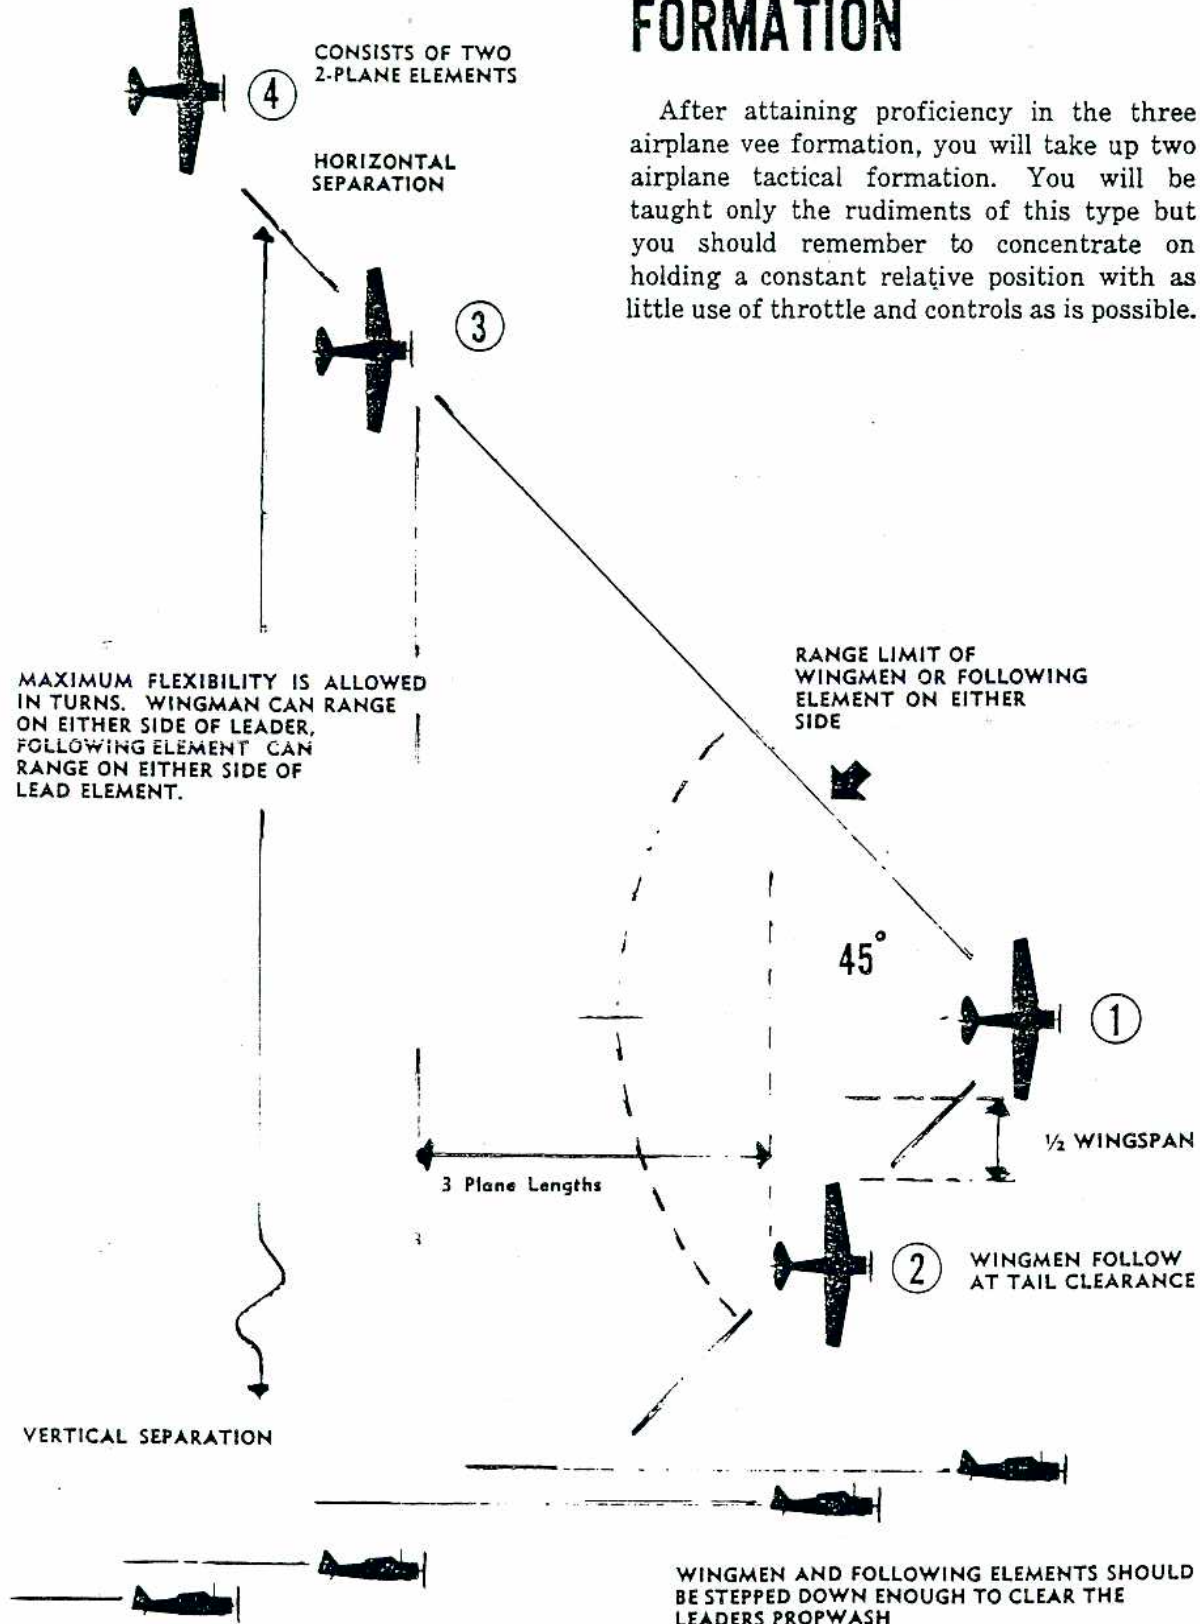 FORMATION
After attaining proficiency in the three
airplane vee formation, you will take up two
airplane tactical formation. You will be
taught only the rudiments of this type but
you should remember to concentrate on
holding a constant relative position with as
little use of throttle and controls as is possible.
4
CONSISTS OF TWO
2-PLANE ELEMENTS
HORIZONTAL
SEPARATION
3
MAXIMUM FLEXIBILITY IS ALLOWED
IN TURNS. WINGMAN CAN RANGE
ON EITHER SIDE OF LEADER,
FOLLOWING ELEMENT CAN
RANGE ON EITHER SIDE OF
LEAD ELEMENT.
RANGE LIMIT OF
WINGMEN OR FOLLOWING
ELEMENT ON EITHER
SIDE
45°
1
½ WINGSPAN
3 Plane Lengths
2
WINGMEN FOLLOW
AT TAIL CLEARANCE
VERTICAL SEPARATION
WINGMEN AND FOLLOWING ELEMENTS SHOULD
BE STEPPED DOWN ENOUGH TO CLEAR THE
LEADERS PROPWASH